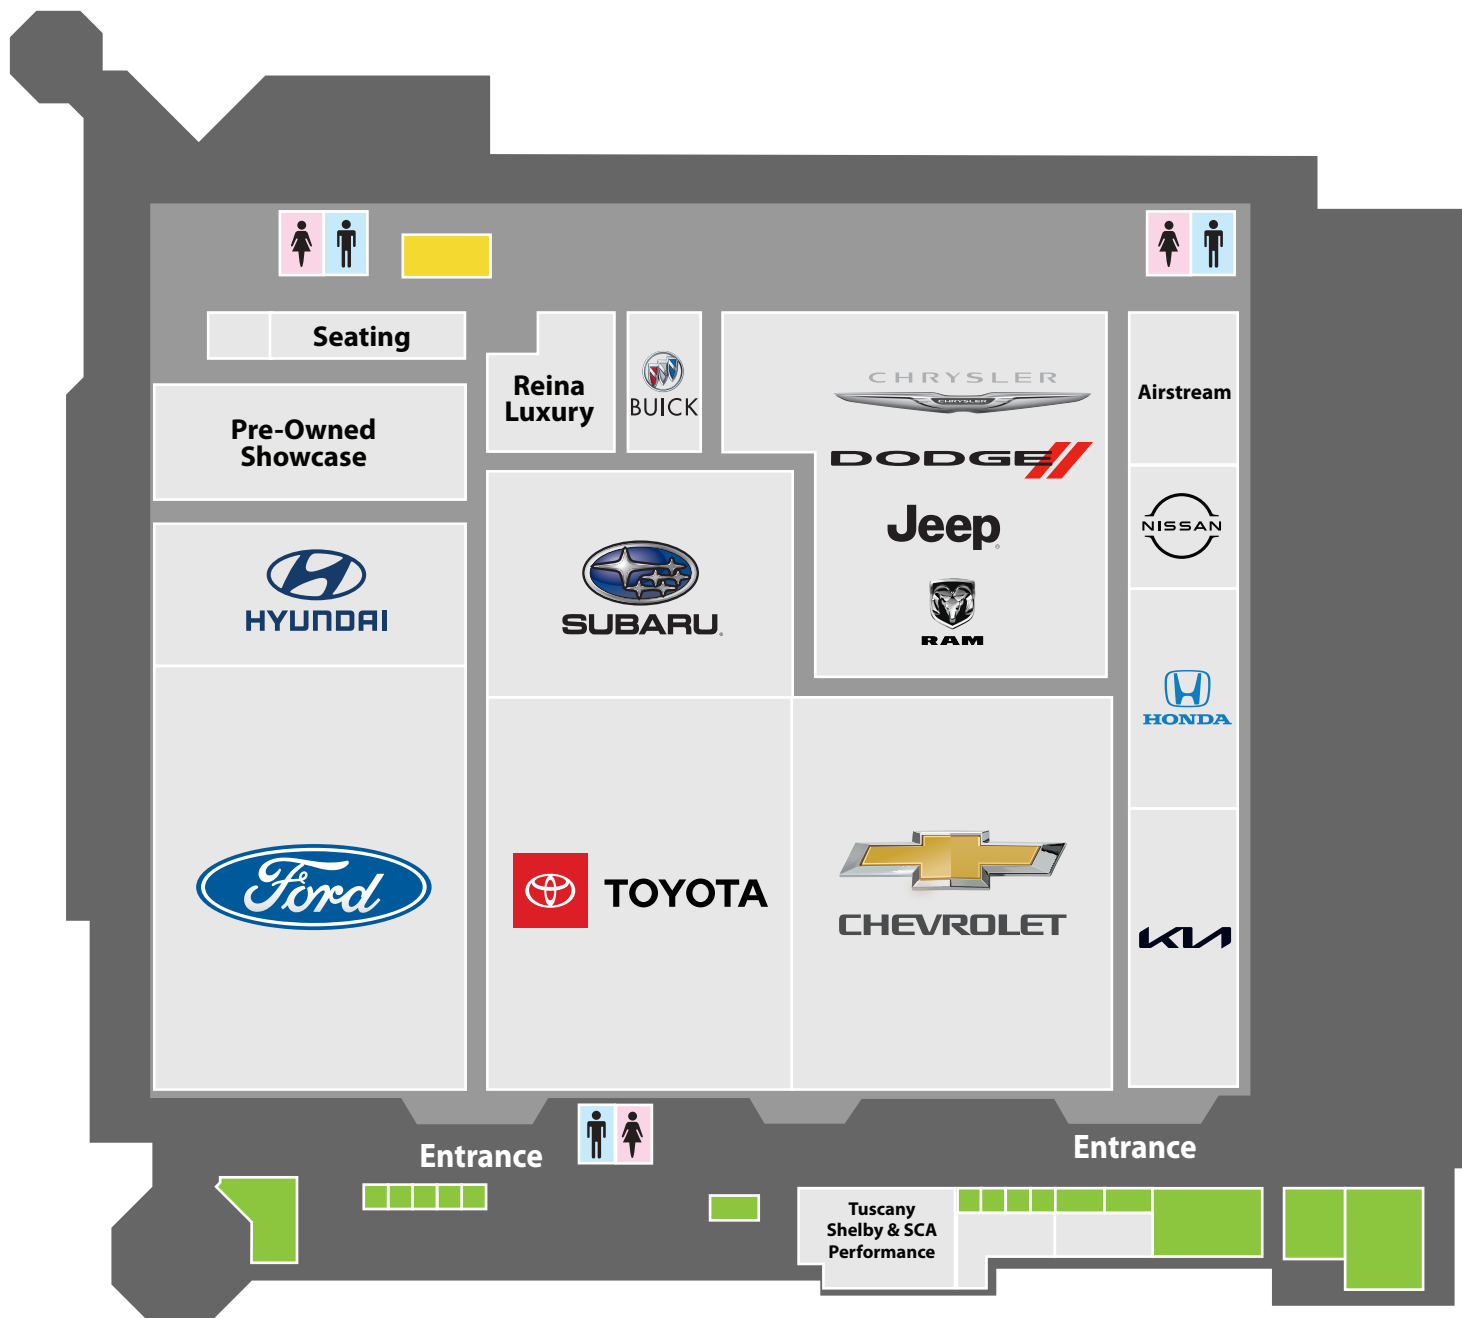 Seating
Reina
Luxury
BUICK
CHRYSLER
CHRYSLER
DODGE
Jeep
RAM
Airstream
Pre-Owned
Showcase
NISSAN
HYUNDAI
SUBARU
HONDA
Ford
TOYOTA
CHEVROLET
KIA
Entrance
Entrance
Tuscany
Shelby & SCA
Performance